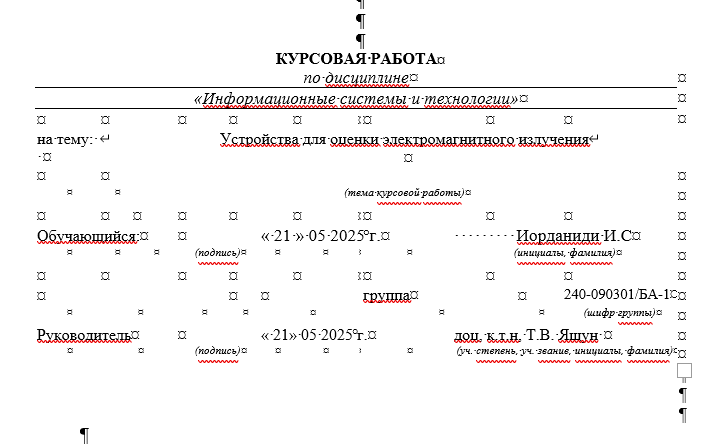 КУРСОВАЯ РАБОТА
по дисциплине
«Информационные системы и технологии»
на тему: Устройства для оценки электромагнитного излучения
(тема курсовой работы)
Обучающийся: «21» 05 2025 г. Иорданиди И.С
(подпись) (инициалы, фамилия)
группа 240-090301/БА-1
(шифр группы)
Руководитель «21» 05 2025 г. доц. к.т.н. Т.В. Яшун
(подпись) (уч. степень, уч. звание, инициалы, фамилия)